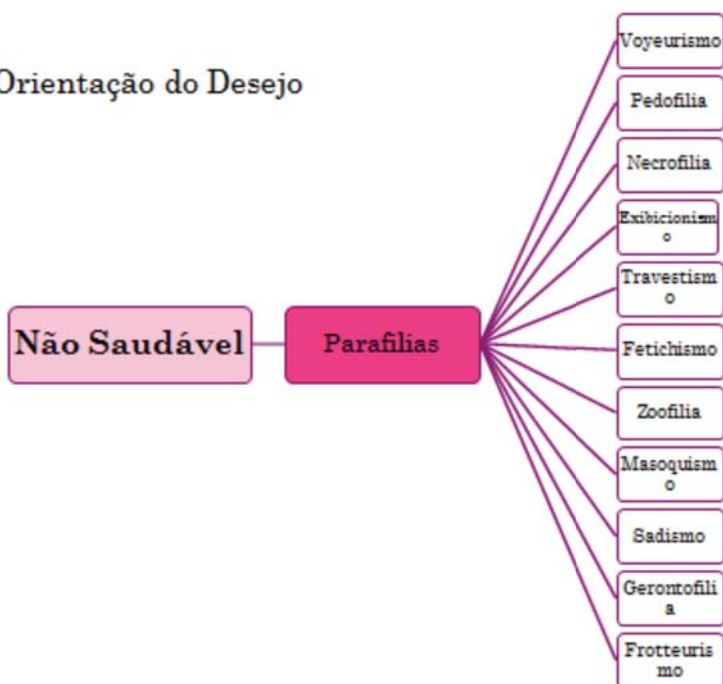 Orientação do Desejo
Não Saudável
Parafilias
Voyeurismo
Pedofilia
Necrofilia
Exibicionism
o
Travestism
o
Fetichismo
Zoofilia
Masoquism
o
Sadismo
Gerontofili
a
Frotteuris
mo